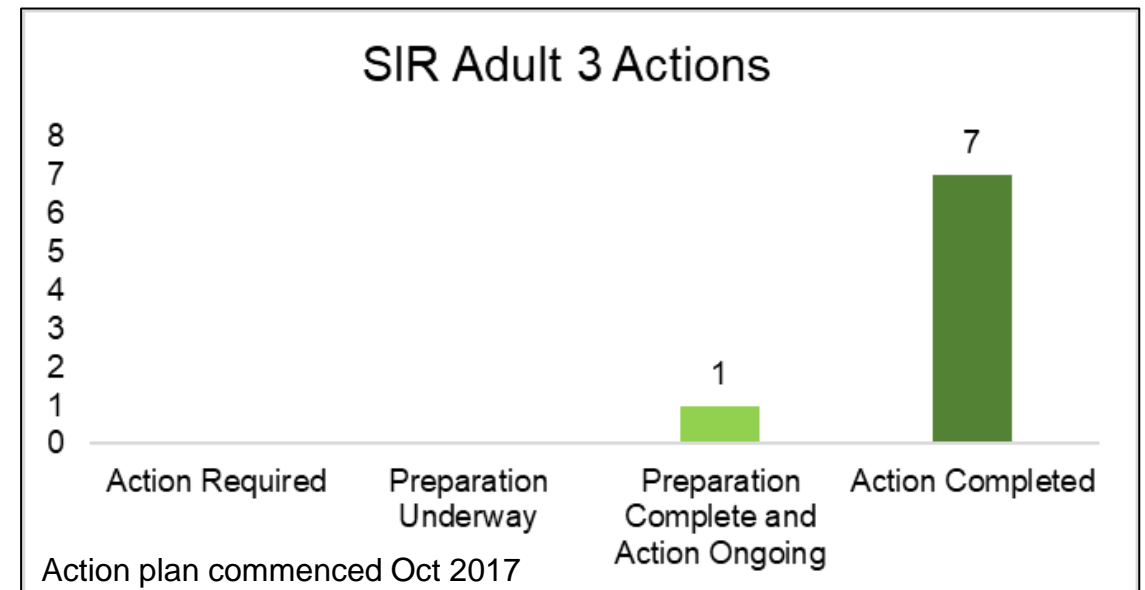 SIR Adult 3 Actions
8
7
6
5
4
3
2
1
0
1
7
Action Required
Preparation
Underway
Preparation
Complete and
Action Ongoing
Action Completed
Action plan commenced Oct 2017